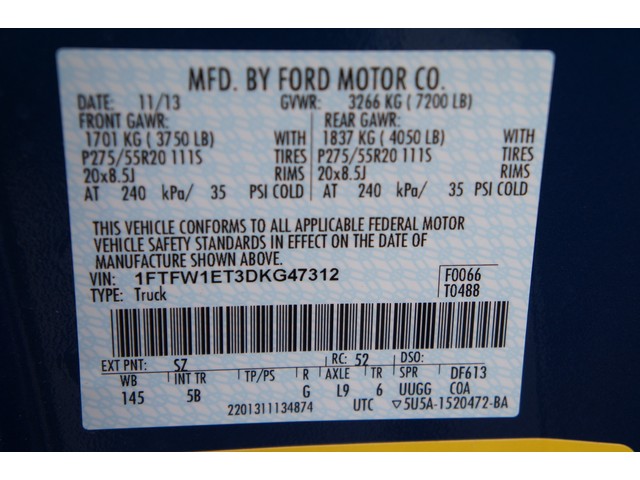 MFD. BY FORD MOTOR CO.
DATE: 11/13 GVWR: 3266 KG ( 7200 LB)
FRONT GAWR: REAR GAWR:
1701 KG ( 3750 LB) WITH 1837 KG ( 4050 LB) WITH
P275/55R20 111S TIRES P275/55R20 111S TIRES
20x8.5J RIMS 20x8.5J RIMS
AT 240 kPa/ 35 PSI COLD AT 240 kPa/ 35 PSI COLD
THIS VEHICLE CONFORMS TO ALL APPLICABLE FEDERAL MOTOR
VEHICLE SAFETY STANDARDS IN EFFECT ON THE DATE OF
MANUFACTURE SHOWN ABOVE.
VIN: 1FTFW1ET3DKG47312 F0066
TYPE: Truck T0488
EXT PNT: SZ RC: 52 DSO:
WB INT TR TP/PS R AXLE TR SPR DF613
145 5B G L9 6 UUGG COA
2201311134874 UTC ▽5U5A-1520472-BA